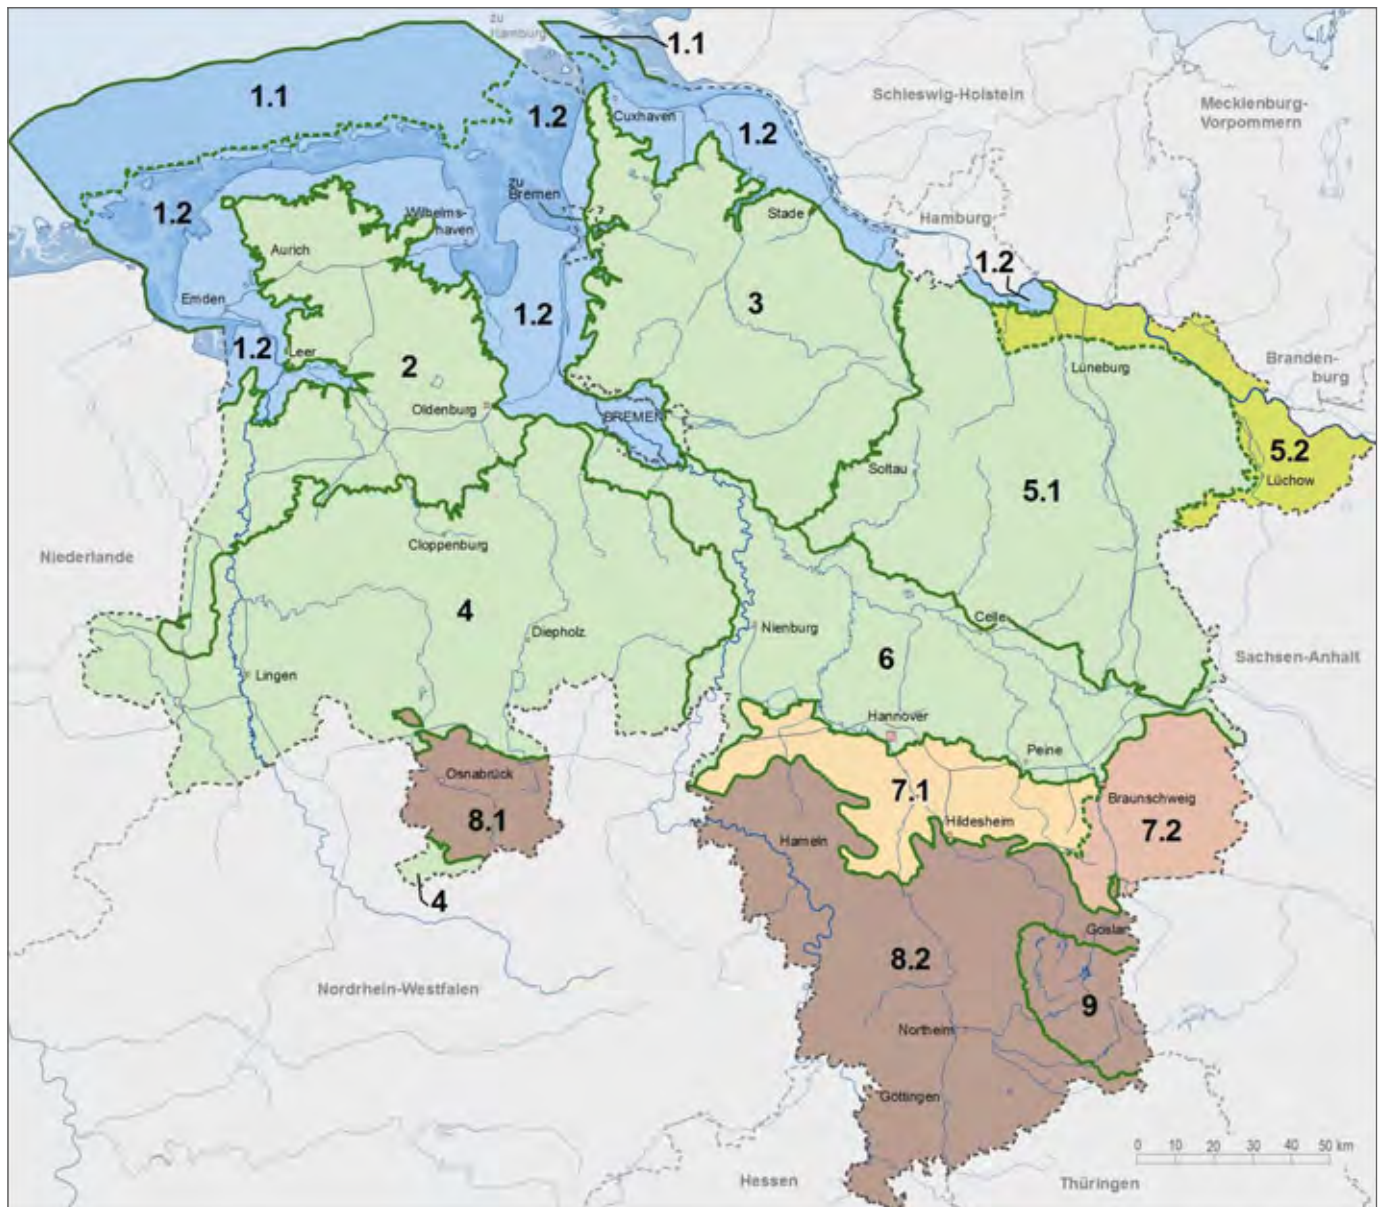 zu
Hamburg
1.1
1.1
Schleswig-Holstein
Mecklenburg-
Vorpommern
1.2
Cuxhaven
1.2
zu
Bremen
1.2
Wilhelms-
haven
Stade
Hamburg
Aurich
1.2
Emden
1.2
3
1.2
Leer
2
Lüneburg
Branden-
burg
Oldenburg
BREMEN
5.2
Soltau
Lüchow
5.1
Niederlande
Cloppenburg
4
Celle
Diepholz
Nienburg
6
Sachsen-Anhalt
Lingen
Hannover
Peine
Osnabrück
7.1
Braunschweig
8.1
Hildesheim
7.2
Hameln
4
Goslar
8.2
Nordrhein-Westfalen
9
Northeim
Göttingen
0 10 20 30 40 50 km
Hessen
Thüringen